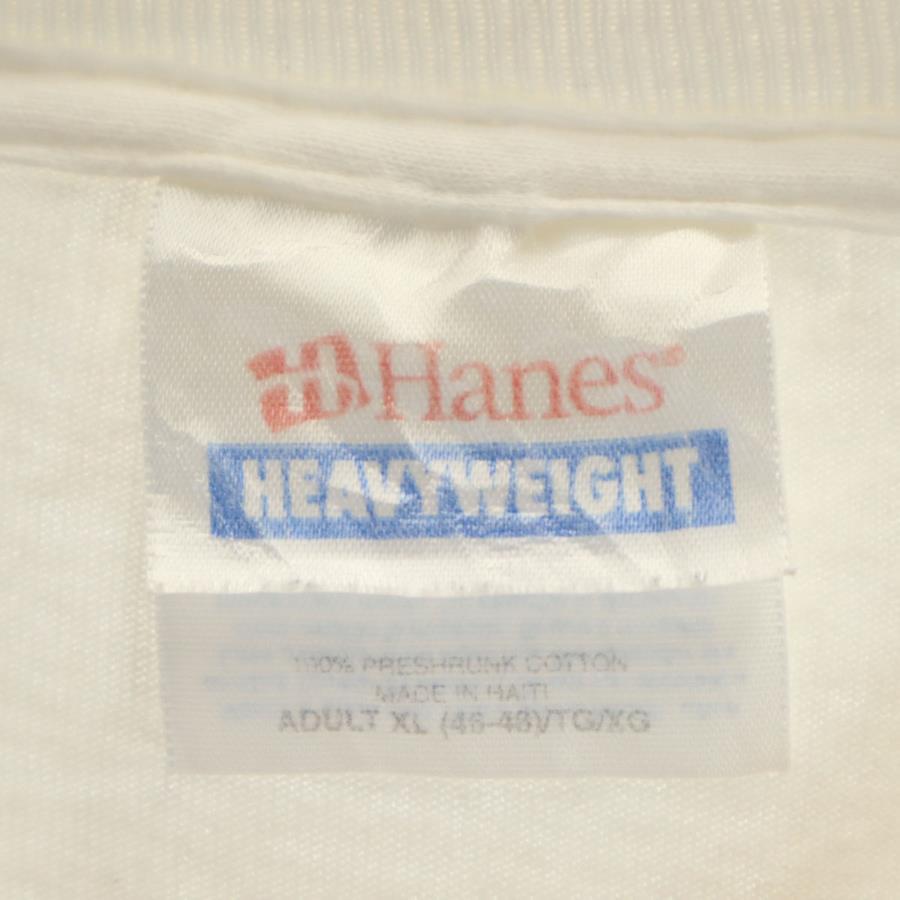 Hanes®
HEAVYWEIGHT
100% PRESHRUNK COTTON
MADE IN HAITI
ADULT XL (46-48)/TG/XG